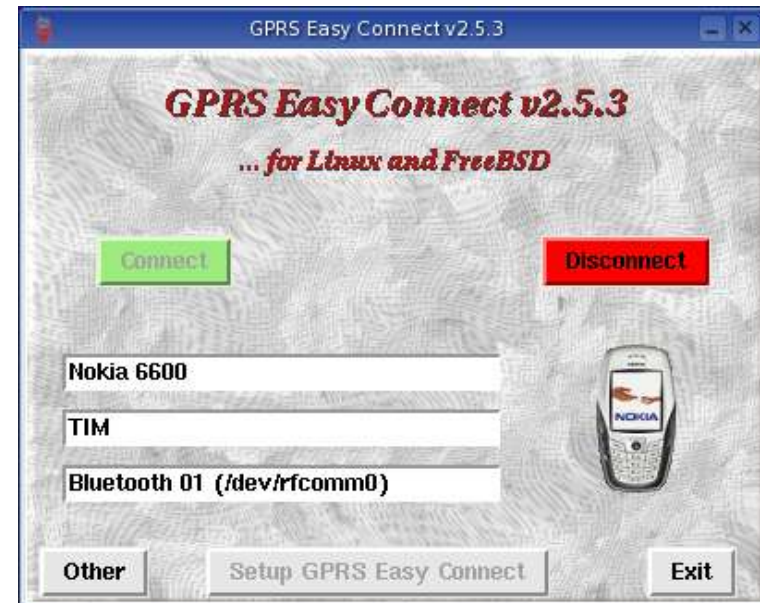 GPRS Easy Connect v2.5.3
GPRS Easy Connect v2.5.3
... for Linux and FreeBSD
Connect
Disconnect
Nokia 6600
TIM
Bluetooth 01 (/dev/rfcomm0)
NOKIA
Other
Setup GPRS Easy Connect
Exit